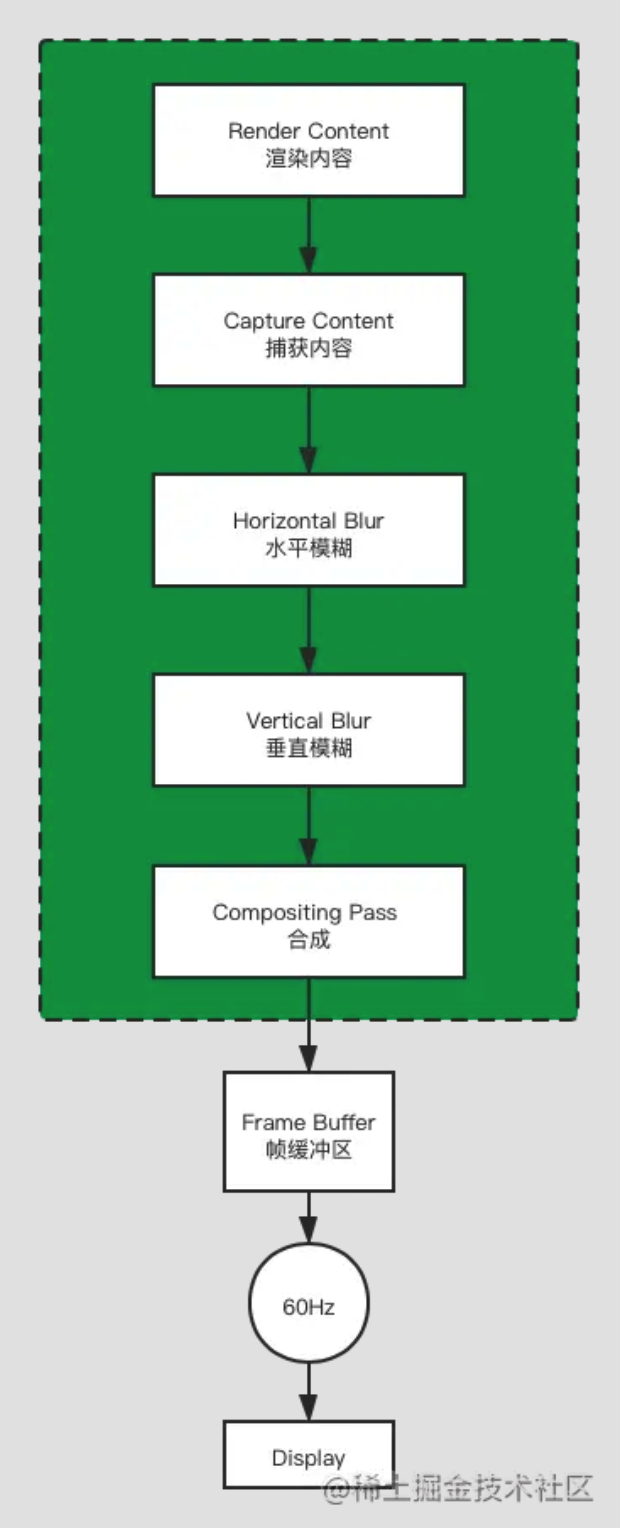 Render Content
渲染内容
Capture Content
捕获内容
Horizontal Blur
水平模糊
Vertical Blur
垂直模糊
Compositing Pass
合成
Frame Buffer
帧缓冲区
60Hz
Display
@稀土掘金技术社区